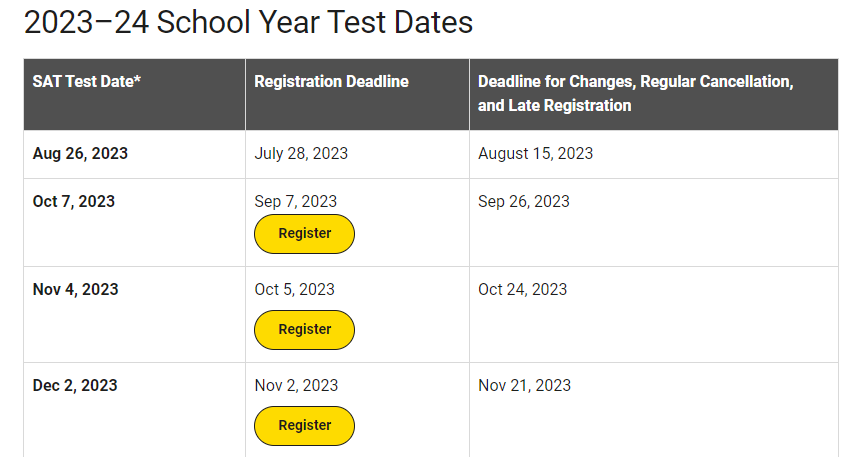 2023–24 School Year Test Dates
SAT Test Date* Registration Deadline Deadline for Changes, Regular Cancellation,
and Late Registration
Aug 26, 2023 July 28, 2023 August 15, 2023
Oct 7, 2023 Sep 7, 2023 Sep 26, 2023
Register
Nov 4, 2023 Oct 5, 2023 Oct 24, 2023
Register
Dec 2, 2023 Nov 2, 2023 Nov 21, 2023
Register